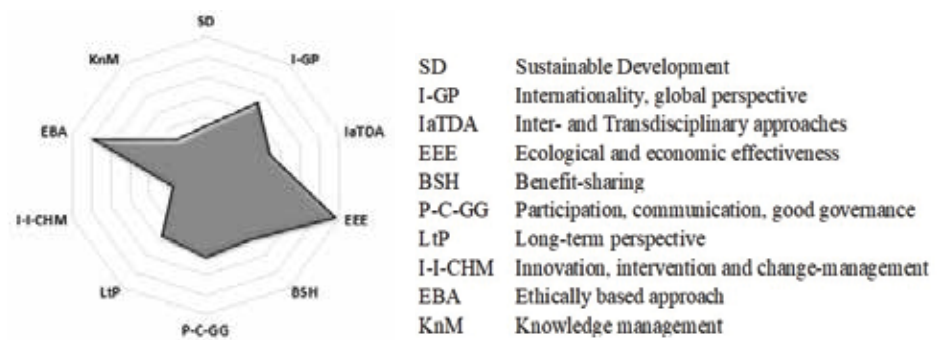 SD
KnM
I-GP
EBA
IaTDA
I-I-CHM
EEE
LtP
BSH
P-C-GG
SD Sustainable Development
I-GP Internationality, global perspective
IaTDA Inter- and Transdisciplinary approaches
EEE Ecological and economic effectiveness
BSH Benefit-sharing
P-C-GG Participation, communication, good governance
LtP Long-term perspective
I-I-CHM Innovation, intervention and change-management
EBA Ethically based approach
KnM Knowledge management